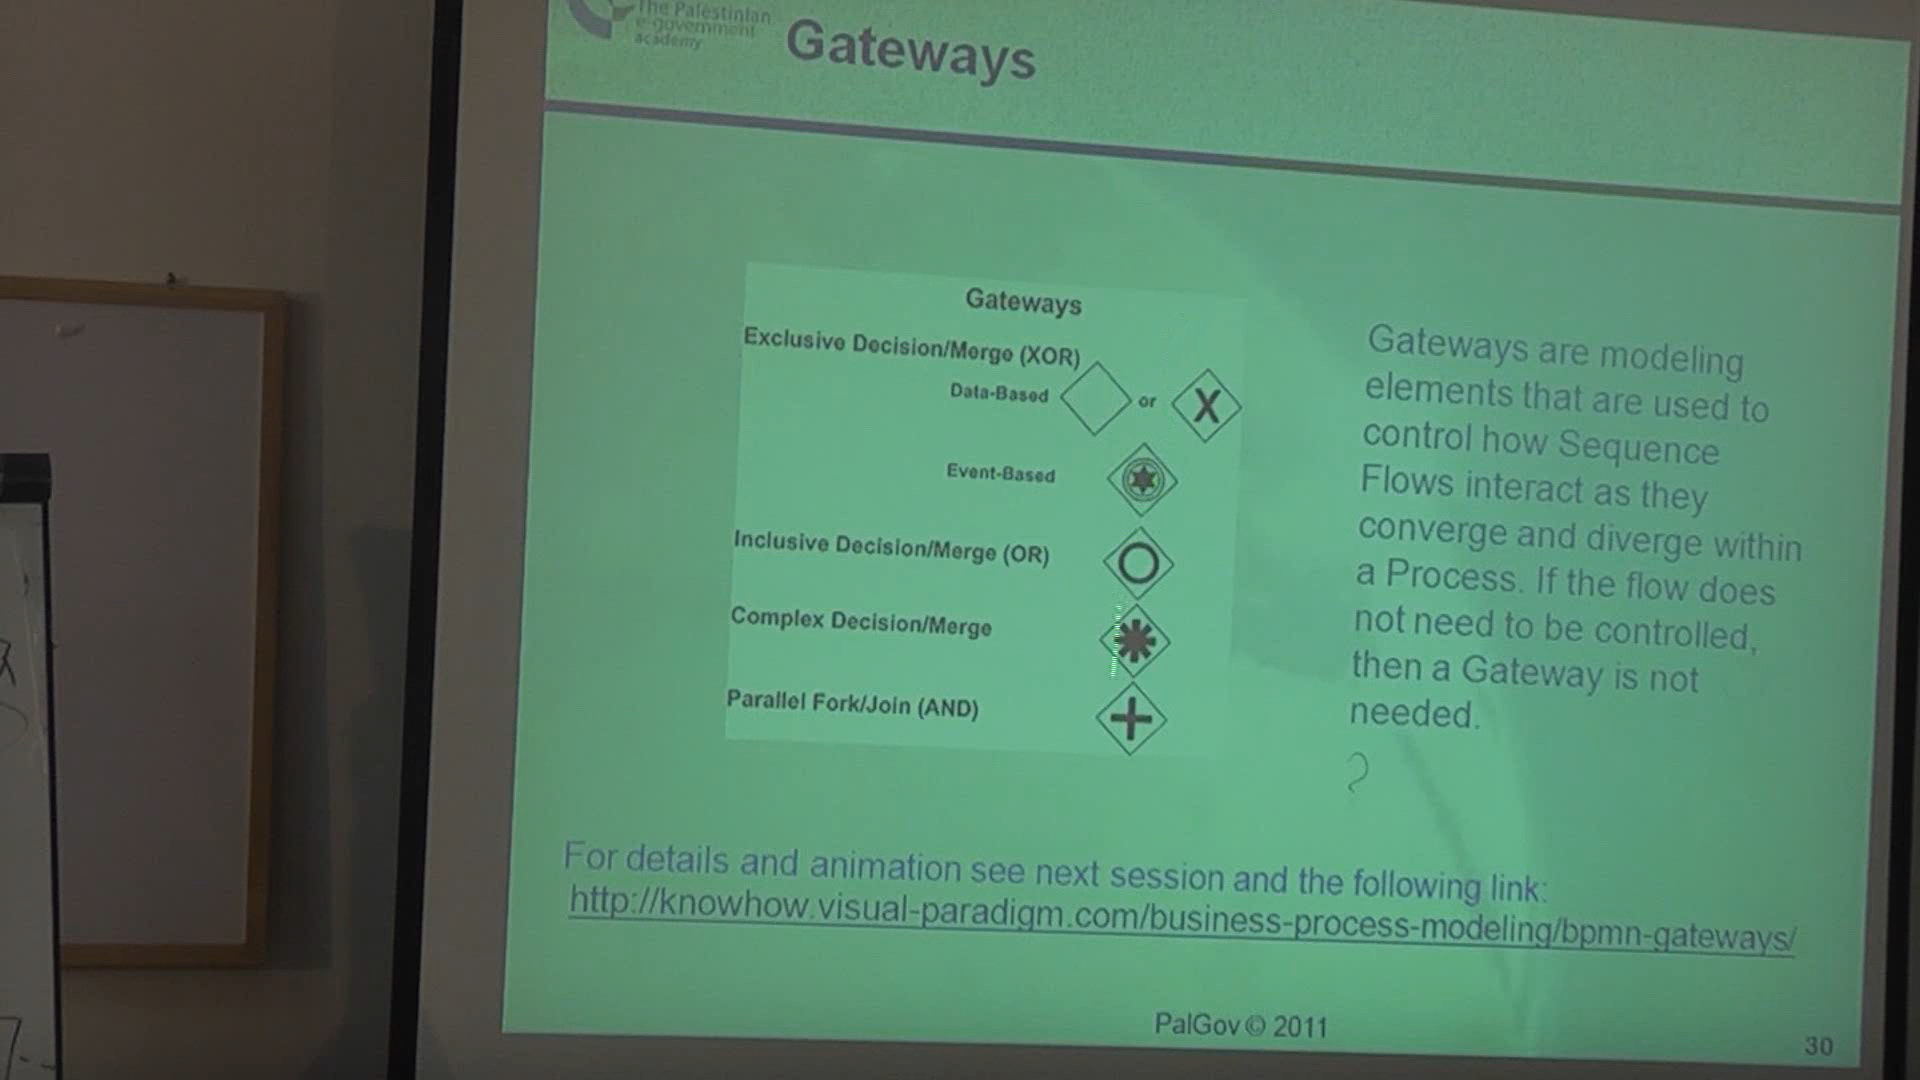 The Palestinian
e-government
academy
Gateways
Gateways
Exclusive Decision/Merge (XOR)
Data-Based
or
X
Event-Based
Inclusive Decision/Merge (OR)
Complex Decision/Merge
Parallel Fork/Join (AND)
Gateways are modeling
elements that are used to
control how Sequence
Flows interact as they
converge and diverge within
a Process. If the flow does
not need to be controlled,
then a Gateway is not
needed.
For details and animation see next session and the following link:
http://knowhow.visual-paradigm.com/business-process-modeling/bpmn-gateways/
PalGov © 2011
30